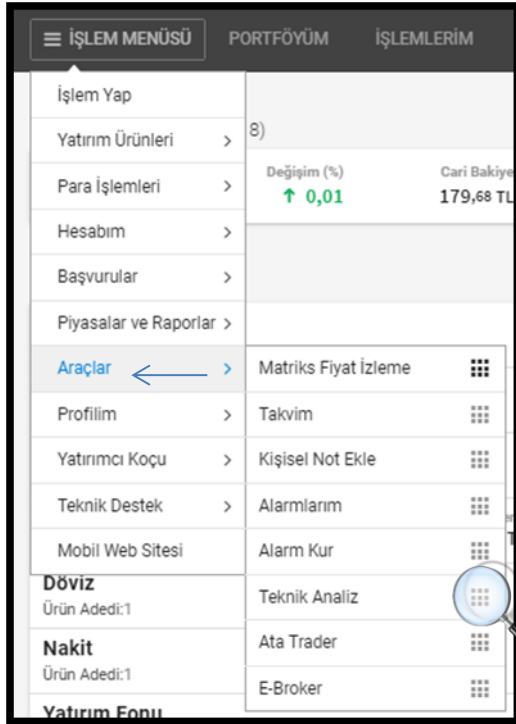 İŞLEM MENÜSÜ PORTFÖYÜM İŞLEMLERİM
İşlem Yap
Yatırım Ürünleri
Para İşlemleri
Hesabım
Başvurular
Piyasalar ve Raporlar
Araçlar
Profilim
Yatırımcı Koçu
Teknik Destek
Mobil Web Sitesi
8)
Değişim (%) Cari Bakiye
↑ 0,01 179,68 TL
Matriks Fiyat İzleme
Takvim
Kişisel Not Ekle
Alarmlarım
Alarm Kur
Teknik Analiz
Ata Trader
E-Broker
Döviz
Ürün Adedi:1
Nakit
Ürün Adedi:1
Yatırım Fonu